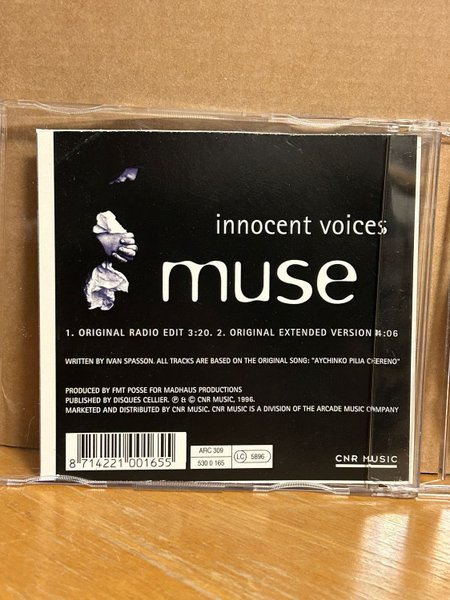 innocent voices
muse
1. ORIGINAL RADIO EDIT 3:20. 2. ORIGINAL EXTENDED VERSION 4:06
WRITTEN BY IVAN SPASSON. ALL TRACKS ARE BASED ON THE ORIGINAL SONG: "AYCHINKO PILIA CHERENO"
PRODUCED BY FMT POSSE FOR MADHAUS PRODUCTIONS
PUBLISHED BY DISQUES CELLIER. ℗ & © CNR MUSIC, 1996.
MARKETED AND DISTRIBUTED BY CNR MUSIC. CNR MUSIC IS A DIVISION OF THE ARCADE MUSIC COMPANY
8 714221 001655
ARC 309
530 0 165
LC 5896
CNR MUSIC